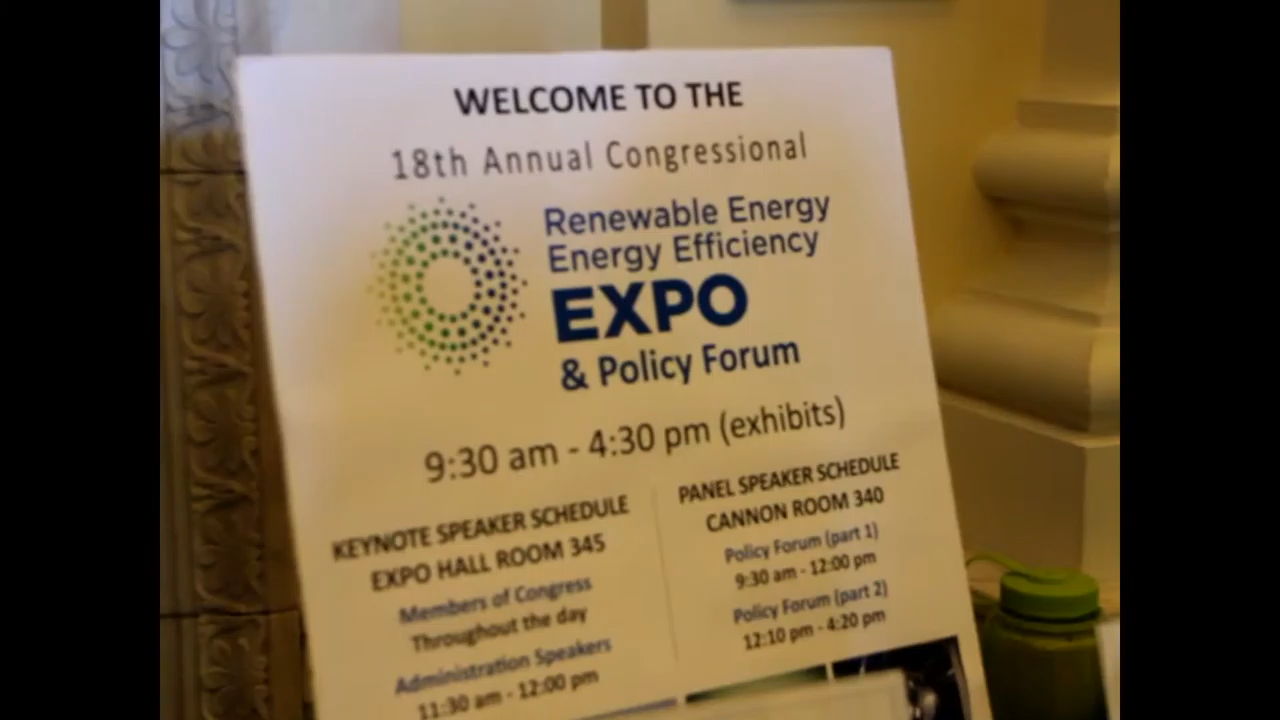 WELCOME TO THE
18th Annual Congressional
Renewable Energy
Energy Efficiency
EXPO
& Policy Forum
9:30 am - 4:30 pm (exhibits)
KEYNOTE SPEAKER SCHEDULE
EXPO HALL ROOM 345
Members of Congress
Throughout the day
Administration Speakers
11:30 am - 12:00 pm
PANEL SPEAKER SCHEDULE
CANNON ROOM 340
Policy Forum (part 1)
9:30 am - 12:00 pm
Policy Forum (part 2)
12:10 pm - 4:20 pm